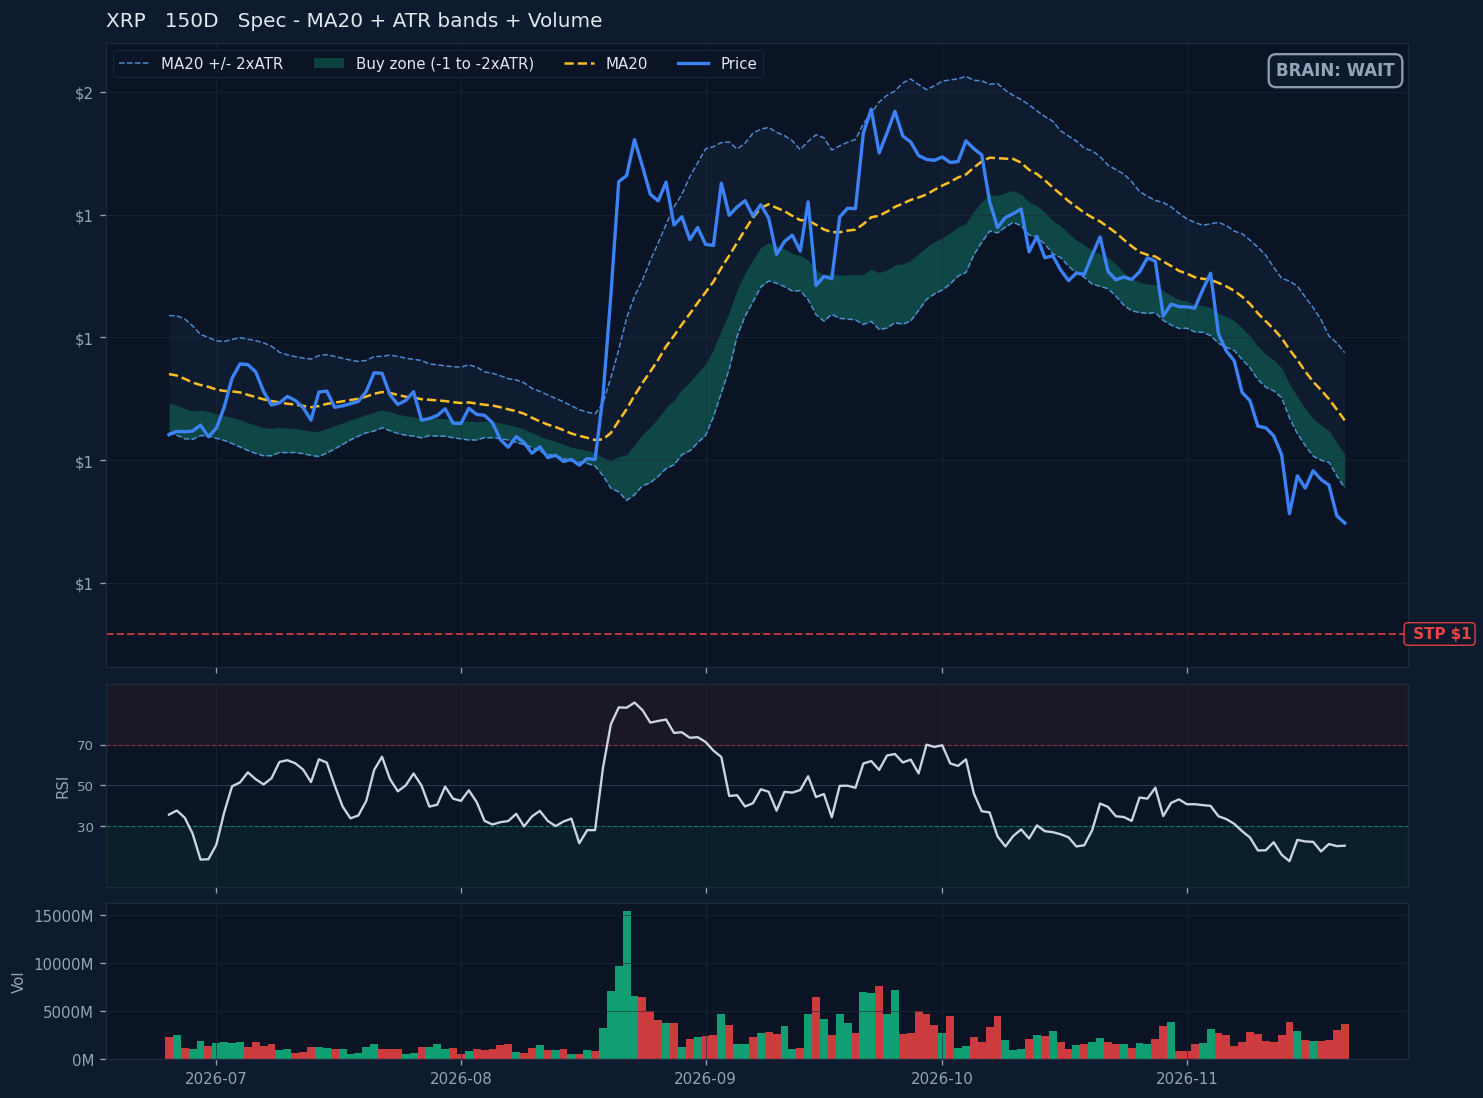 XRP   150D   Spec - MA20 + ATR bands + Volume
MA20 +/- 2xATR
Buy zone (-1 to -2xATR)
MA20
Price
BRAIN: WAIT
$2
$1
$1
$1
$1
STP $1
RSI
70
50
30
Vol
15000M
10000M
5000M
0M
2026-07
2026-08
2026-09
2026-10
2026-11